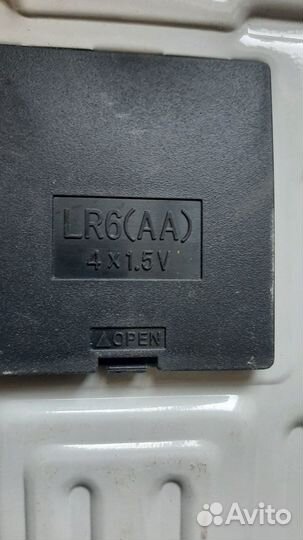 LR6(AA)
4 x 1.5V
△OPEN
Avito